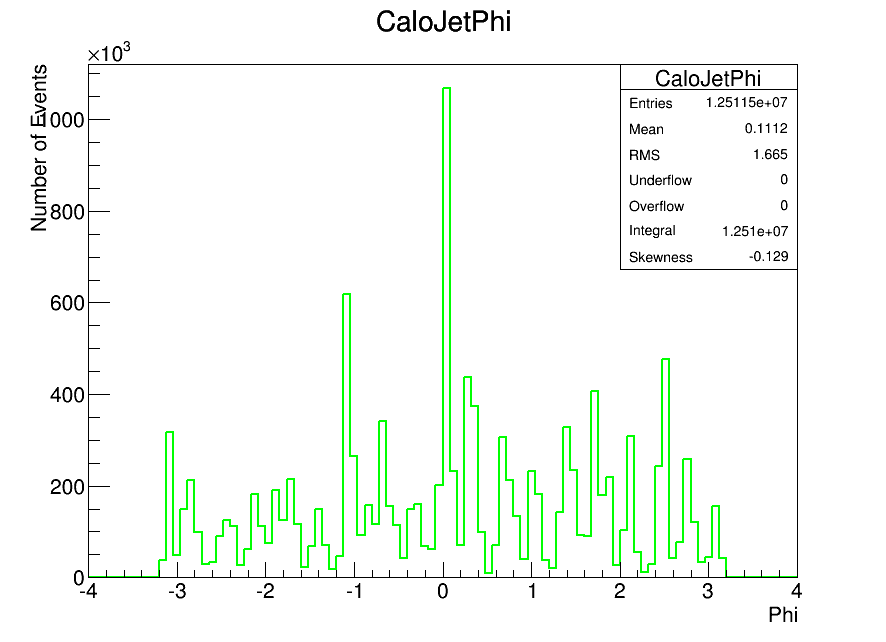 CaloJetPhi
×10³
Number of Events
1000
800
600
400
200
0
-4 -3 -2 -1 0 1 2 3 4
Phi
CaloJetPhi
Entries 1.25115e+07
Mean 0.1112
RMS 1.665
Underflow 0
Overflow 0
Integral 1.251e+07
Skewness -0.129